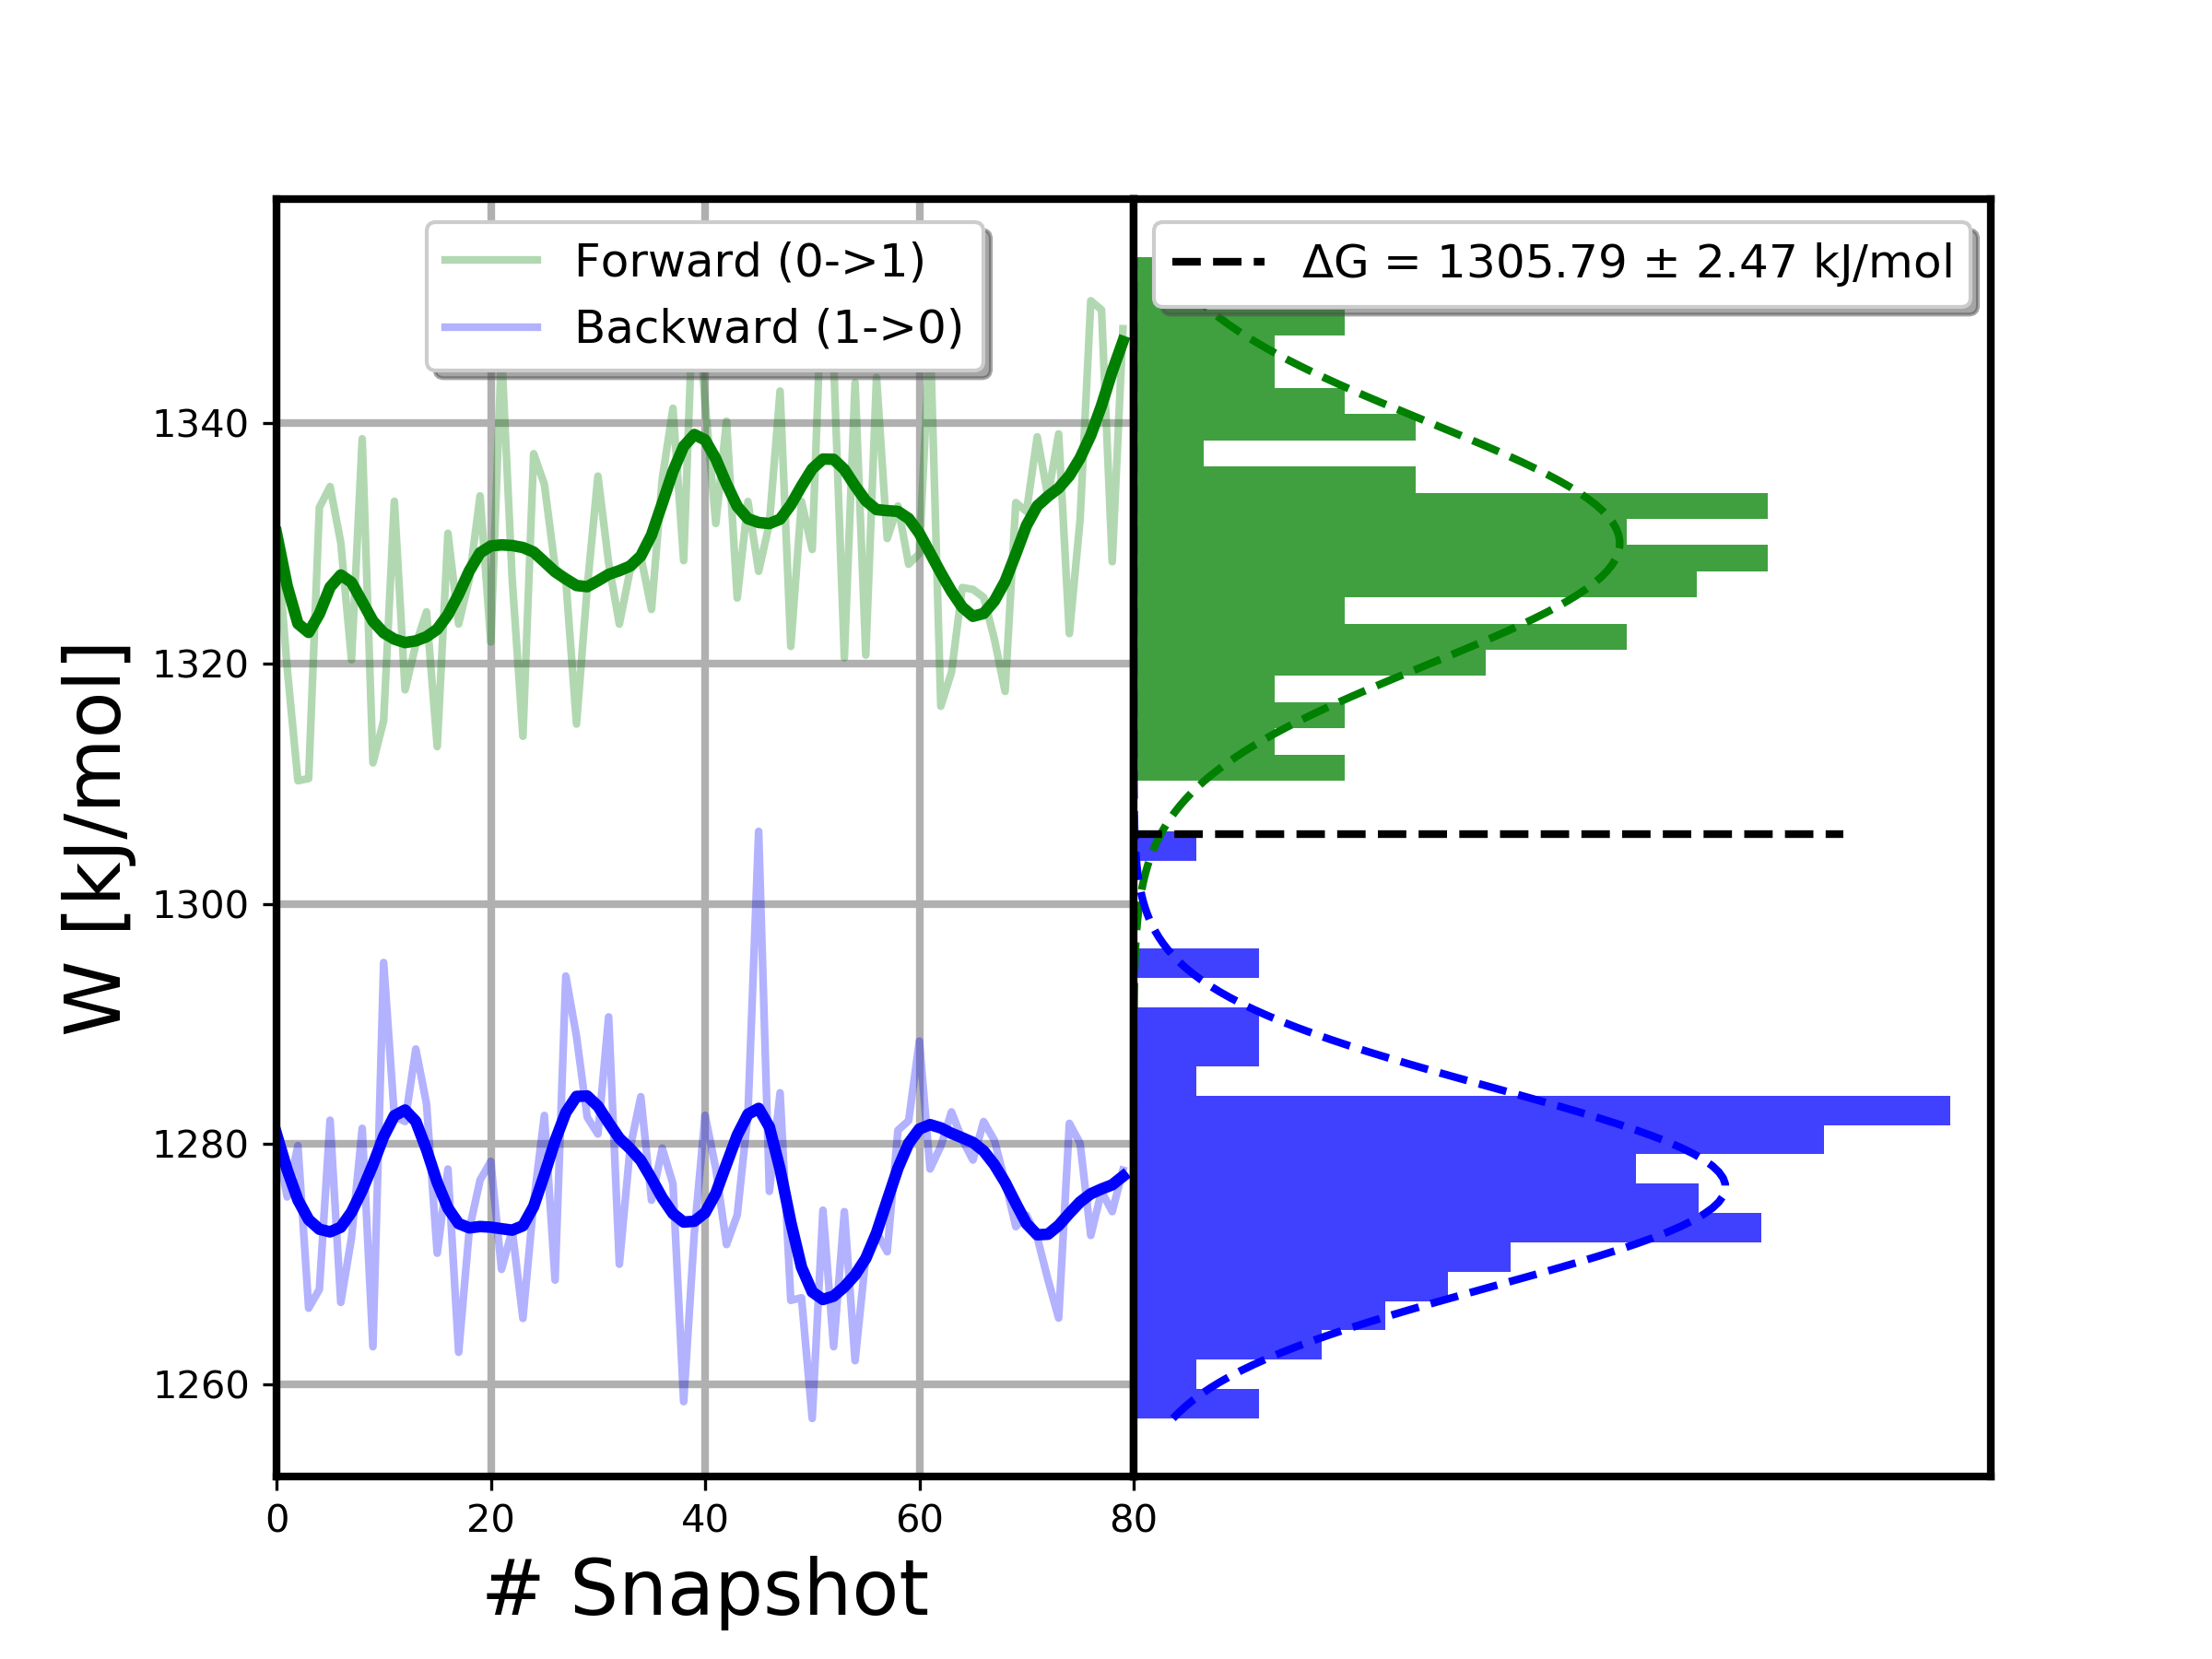 Forward (0->1)
Backward (1->0)
ΔG = 1305.79 ± 2.47 kJ/mol
W [kJ/mol]
1340
1320
1300
1280
1260
0 20 40 60 80
# Snapshot